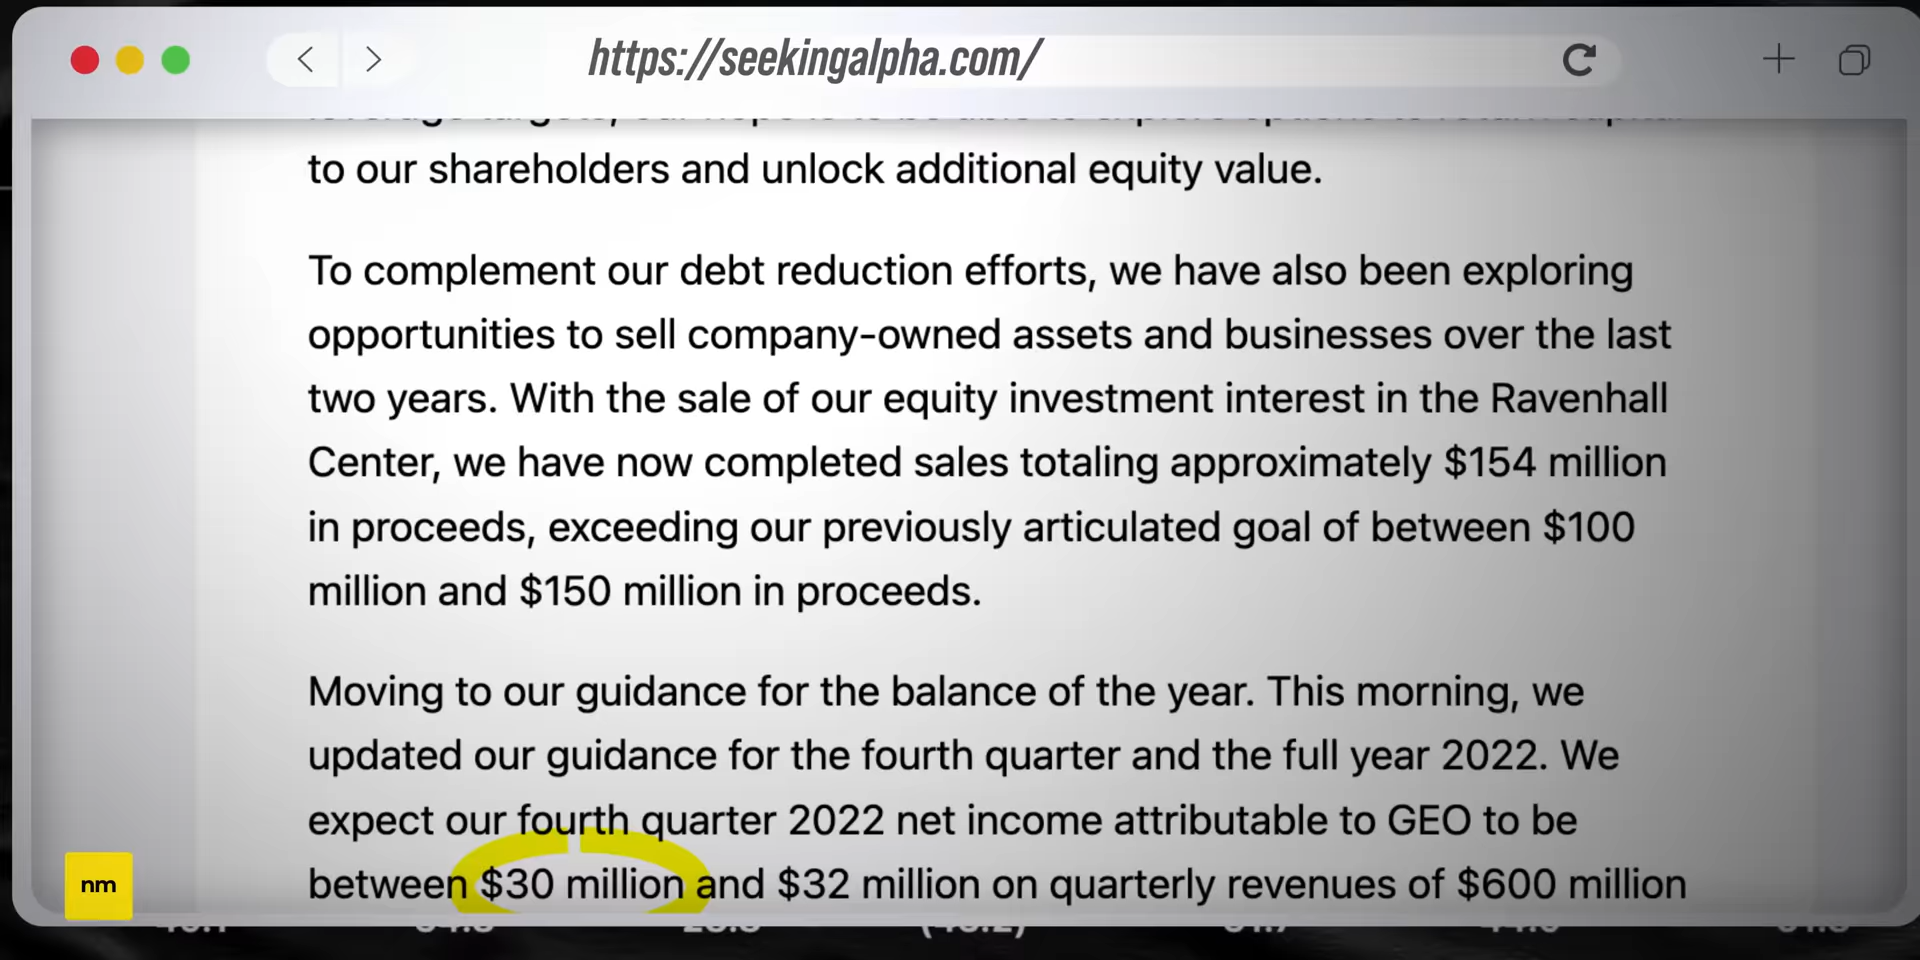 https://seekingalpha.com/
to our shareholders and unlock additional equity value.
To complement our debt reduction efforts, we have also been exploring
opportunities to sell company-owned assets and businesses over the last
two years. With the sale of our equity investment interest in the Ravenhall
Center, we have now completed sales totaling approximately $154 million
in proceeds, exceeding our previously articulated goal of between $100
million and $150 million in proceeds.
Moving to our guidance for the balance of the year. This morning, we
updated our guidance for the fourth quarter and the full year 2022. We
expect our fourth quarter 2022 net income attributable to GEO to be
between $30 million and $32 million on quarterly revenues of $600 million
nm